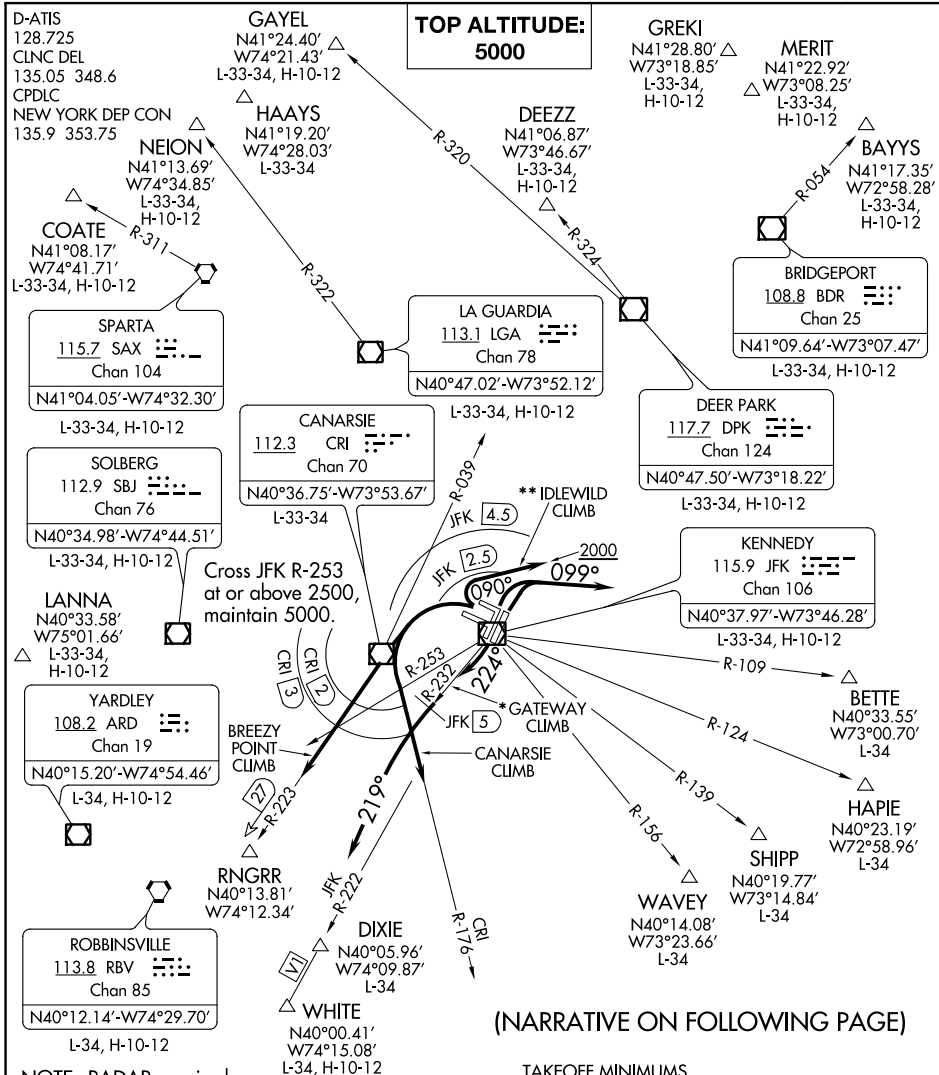 D-ATIS
128.725
CLNC DEL
135.05 348.6
CPDLC
NEW YORK DEP CON
135.9 353.75
GAYEL
N41°24.40'
W74°21.43'
L-33-34, H-10-12
TOP ALTITUDE:
5000
GREKI
N41°28.80'
W73°18.85'
L-33-34,
H-10-12
MERIT
N41°22.92'
W73°08.25'
L-33-34,
H-10-12
HAAYS
N41°19.20'
W74°28.03'
L-33-34
NEION
N41°13.69'
W74°34.85'
L-33-34,
H-10-12
DEEZZ
N41°06.87'
W73°46.67'
L-33-34,
H-10-12
BAYYS
N41°17.35'
W72°58.28'
L-33-34,
H-10-12
COATE
N41°08.17'
W74°41.71'
L-33-34, H-10-12
R-311
R-322
R-320
R-324
R-054
BRIDGEPORT
108.8 BDR
Chan 25
N41°09.64'-W73°07.47'
L-33-34, H-10-12
SPARTA
115.7 SAX
Chan 104
N41°04.05'-W74°32.30'
L-33-34, H-10-12
LA GUARDIA
113.1 LGA
Chan 78
N40°47.02'-W73°52.12'
L-33-34, H-10-12
DEER PARK
117.7 DPK
Chan 124
N40°47.50'-W73°18.22'
L-33-34, H-10-12
CANARSIE
112.3 CRI
Chan 70
N40°36.75'-W73°53.67'
L-33-34
SOLBERG
112.9 SBJ
Chan 76
N40°34.98'-W74°44.51'
L-33-34, H-10-12
R-039
JFK 4.5
JFK 2.5
** IDLEWILD
CLIMB
2000
090°
099°
KENNEDY
115.9 JFK
Chan 106
N40°37.97'-W73°46.28'
L-33-34, H-10-12
Cross JFK R-253
at or above 2500,
maintain 5000.
LANNA
N40°33.58'
W75°01.66'
L-33-34,
H-10-12
CRI 3
CRI 2
R-253
R-232
224°
JFK 5
*GATEWAY
CLIMB
CANARSIE
CLIMB
R-109
BETTE
N40°33.55'
W73°00.70'
L-34
R-124
HAPIE
N40°23.19'
W72°58.96'
L-34
R-139
SHIPP
N40°19.77'
W73°14.84'
L-34
R-156
WAVEY
N40°14.08'
W73°23.66'
L-34
YARDLEY
108.2 ARD
Chan 19
N40°15.20'-W74°54.46'
L-34, H-10-12
BREEZY
POINT
CLIMB
27
R-223
RNGRR
N40°13.81'
W74°12.34'
219°
JFK
R-222
CRI
R-176
DIXIE
N40°05.96'
W74°09.87'
L-34
V1
WHITE
N40°00.41'
W74°15.08'
L-34, H-10-12
ROBBINSVILLE
113.8 RBV
Chan 85
N40°12.14'-W74°29.70'
L-34, H-10-12
(NARRATIVE ON FOLLOWING PAGE)